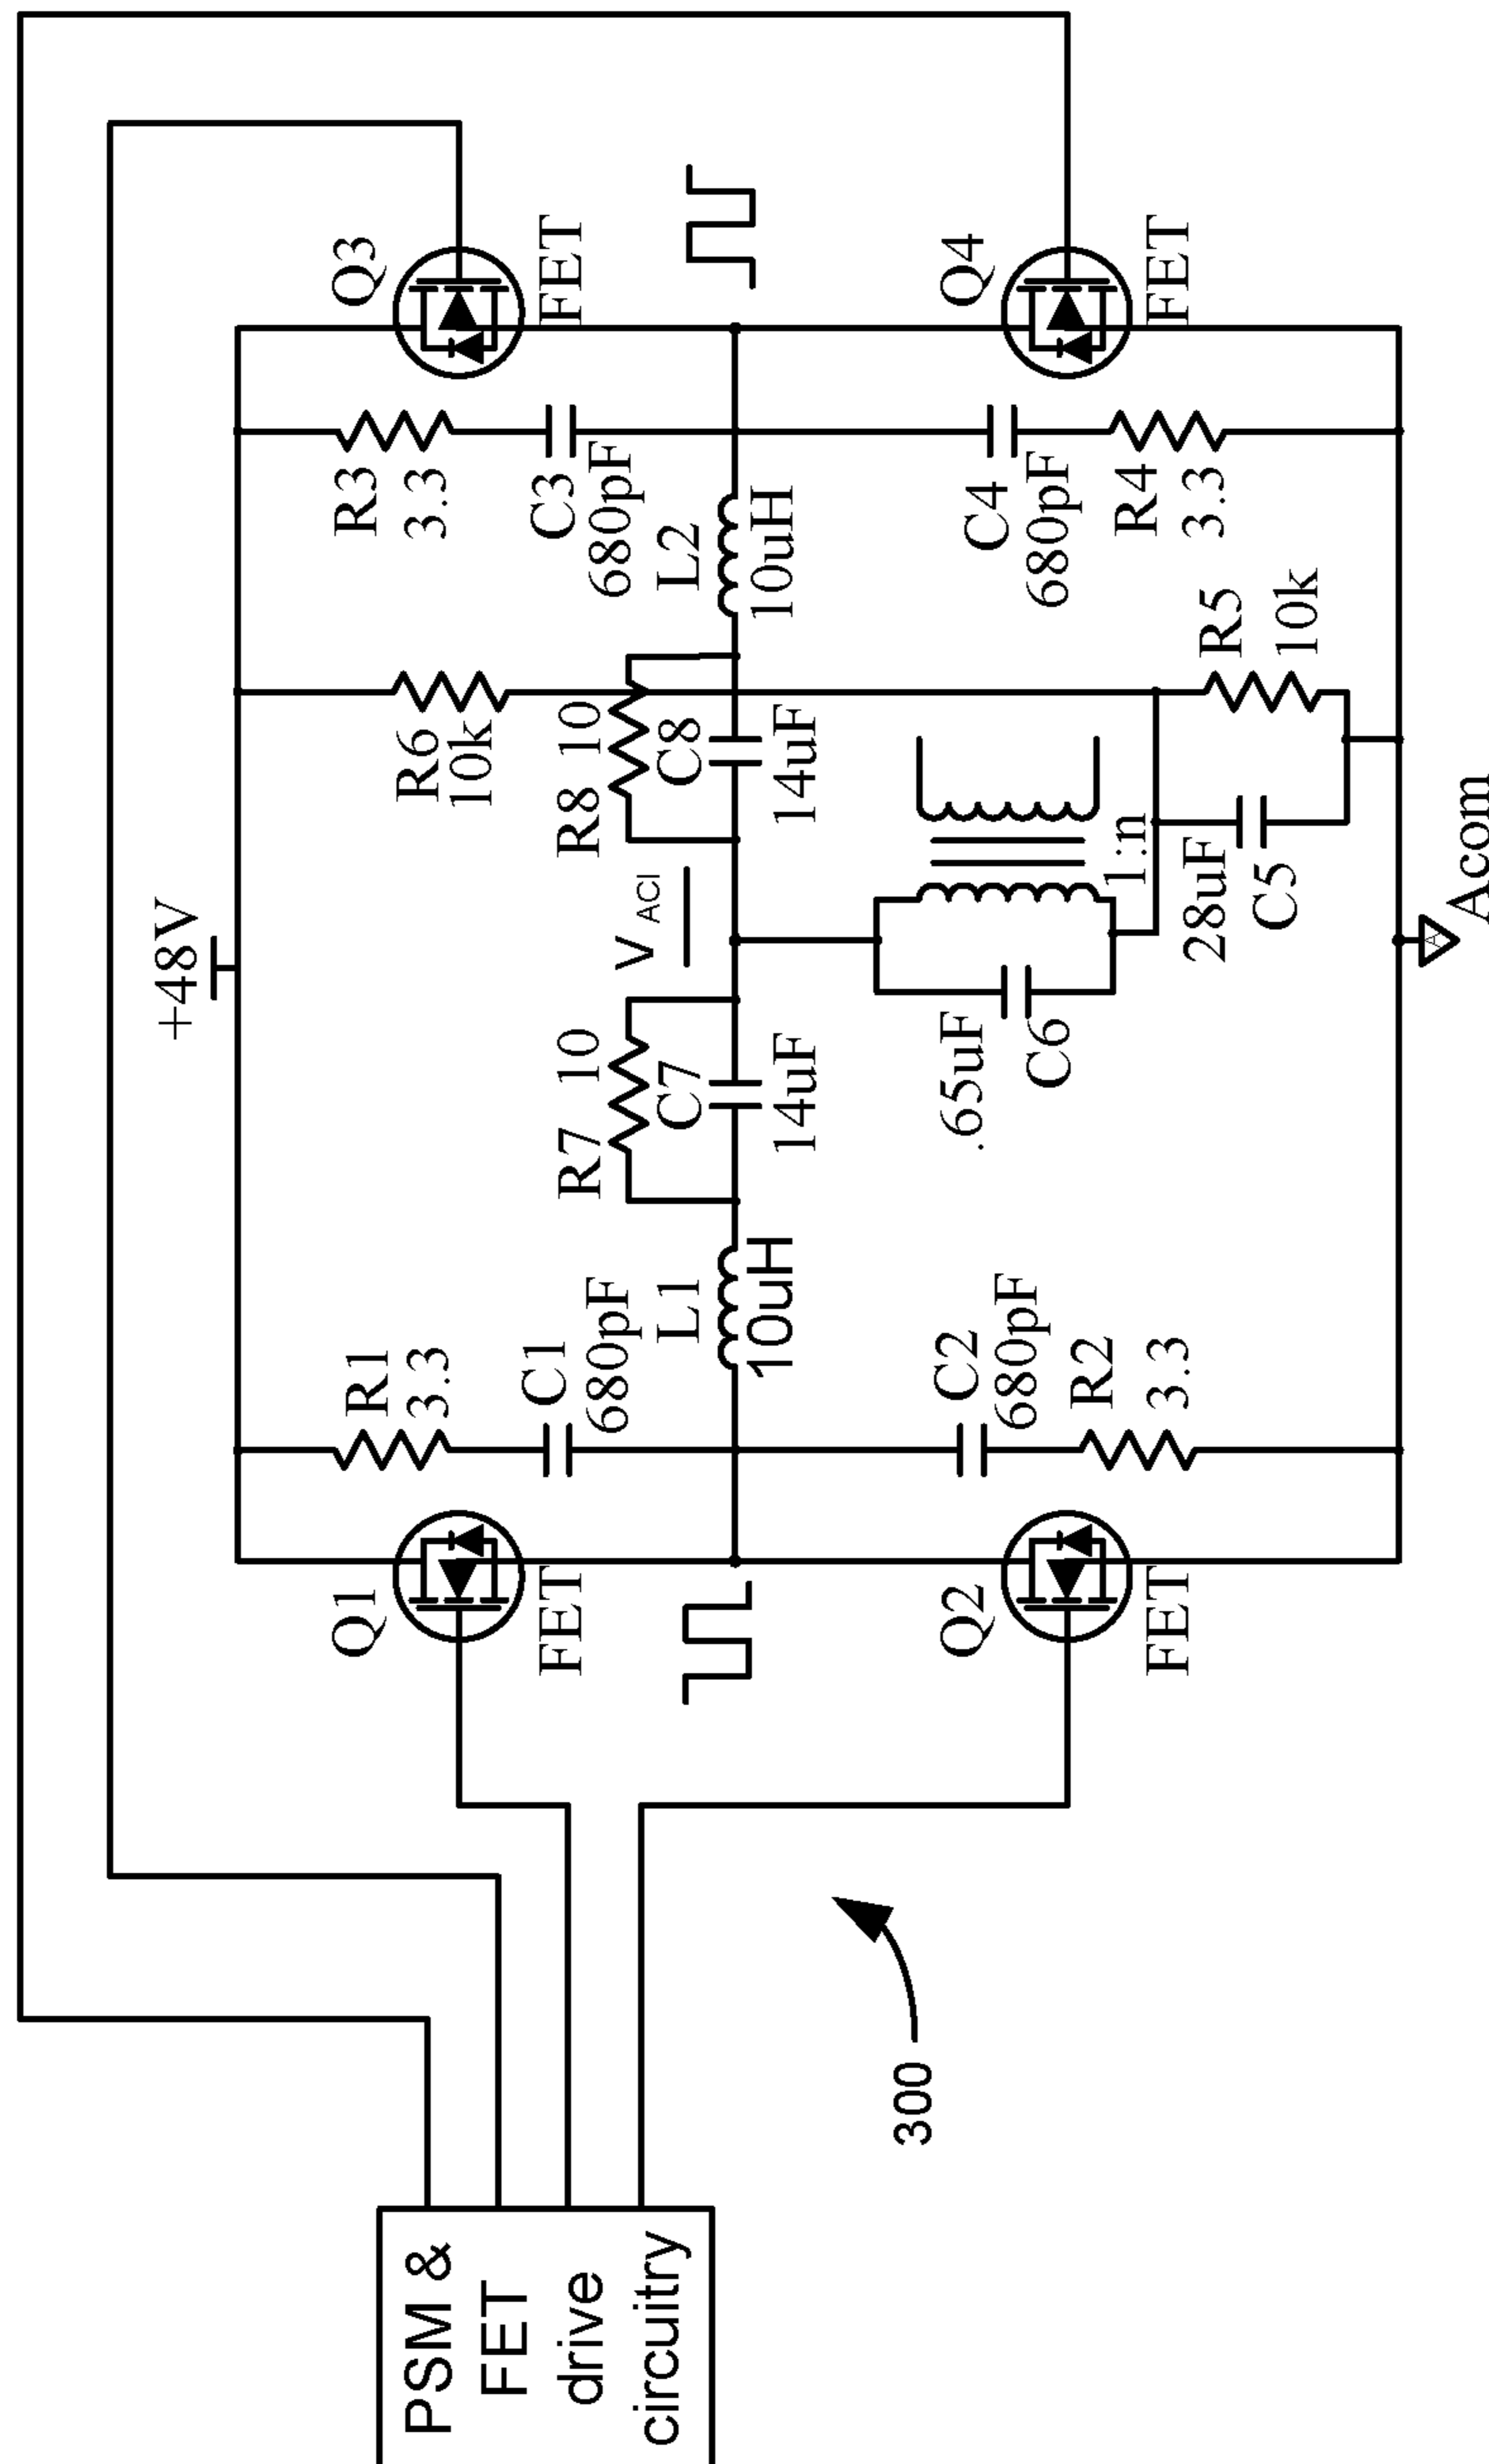 +48V
Q3
FET
Q4
FET
R3
3.3
C3
680pF
L2
10uH
C4
680pF
R4
3.3
R6
10k
R8 10
C8
14uF
R5
10k
V ACI
1:n
28uF
C5
A
Acom
R7 10
C7
14uF
.65uF
C6
R1
3.3
C1
680pF
L1
10uH
C2
680pF
R2
3.3
Q1
FET
Q2
FET
300
PSM &
FET
drive
circuitry